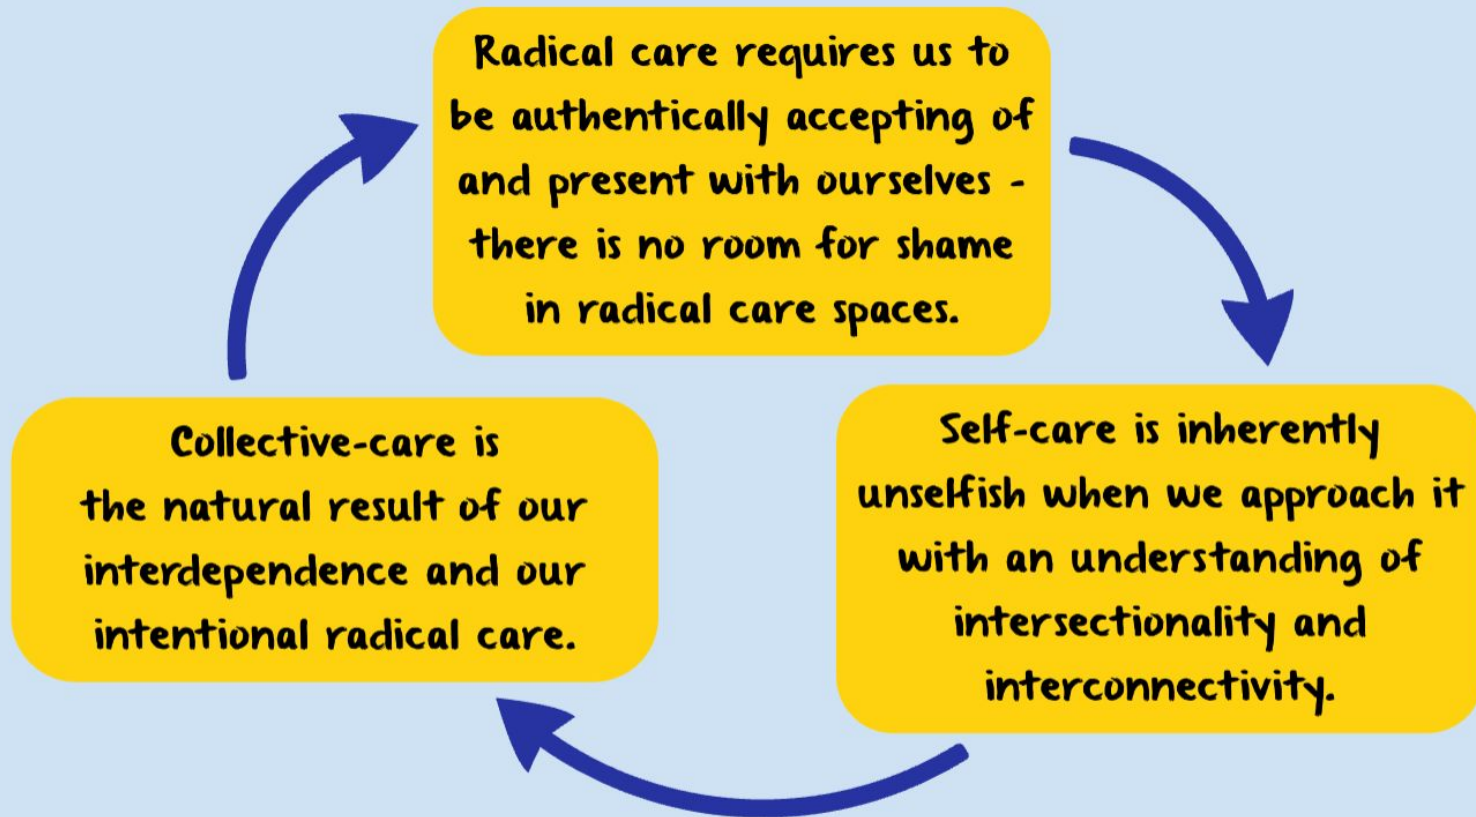 Radical care requires us to
be authentically accepting of
and present with ourselves -
there is no room for shame
in radical care spaces.
Self-care is inherently
unselfish when we approach it
with an understanding of
intersectionality and
interconnectivity.
Collective-care is
the natural result of our
interdependence and our
intentional radical care.